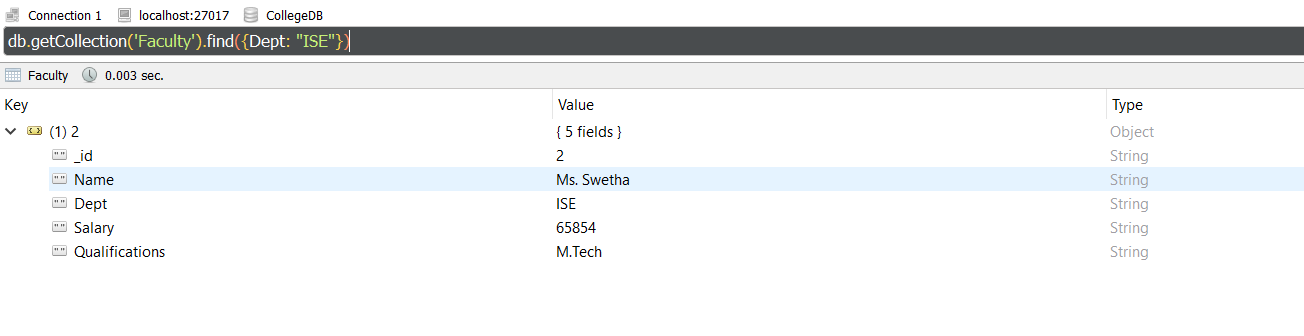 Connection 1 localhost:27017 CollegeDB
db.getCollection('Faculty').find({Dept: "ISE"})
Faculty 0.003 sec.
Key Value Type
(1) 2 { 5 fields } Object
_id 2 String
Name Ms. Swetha String
Dept ISE String
Salary 65854 String
Qualifications M.Tech String